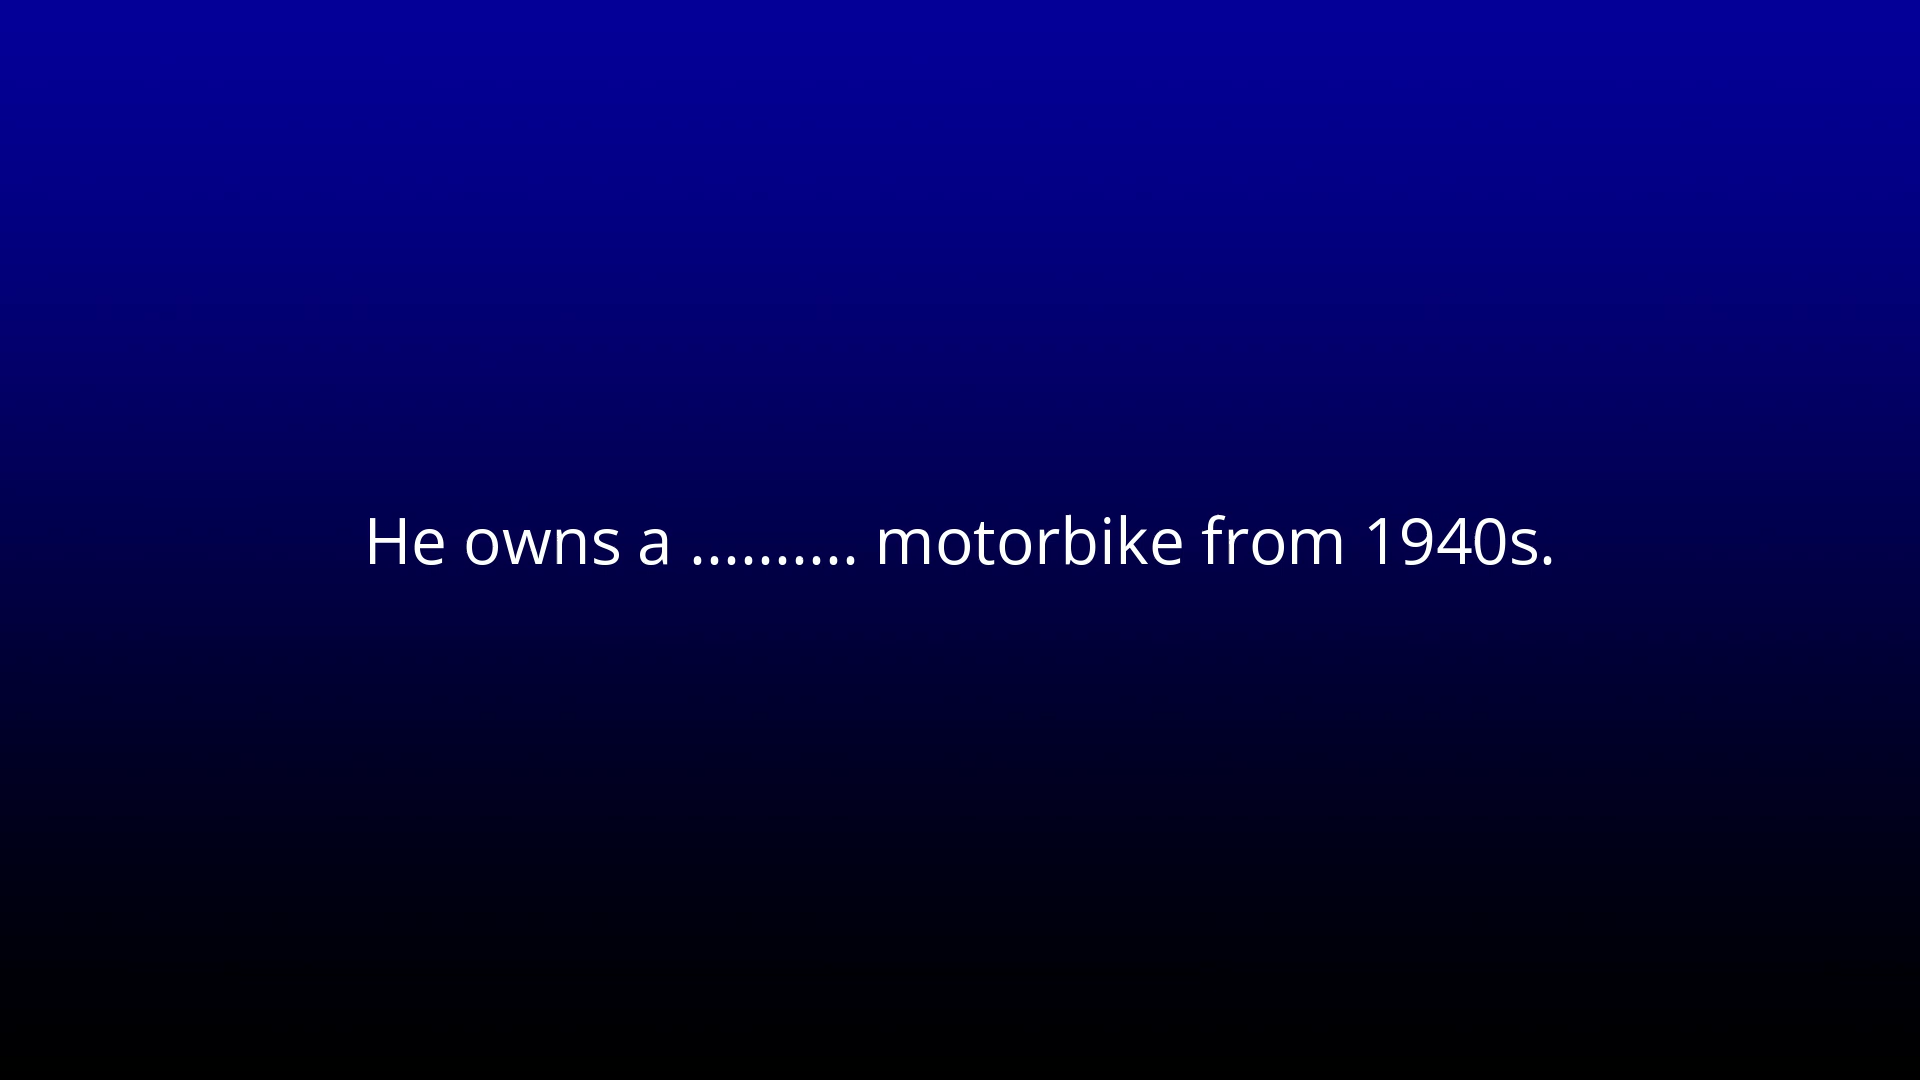 He owns a .......... motorbike from 1940s.